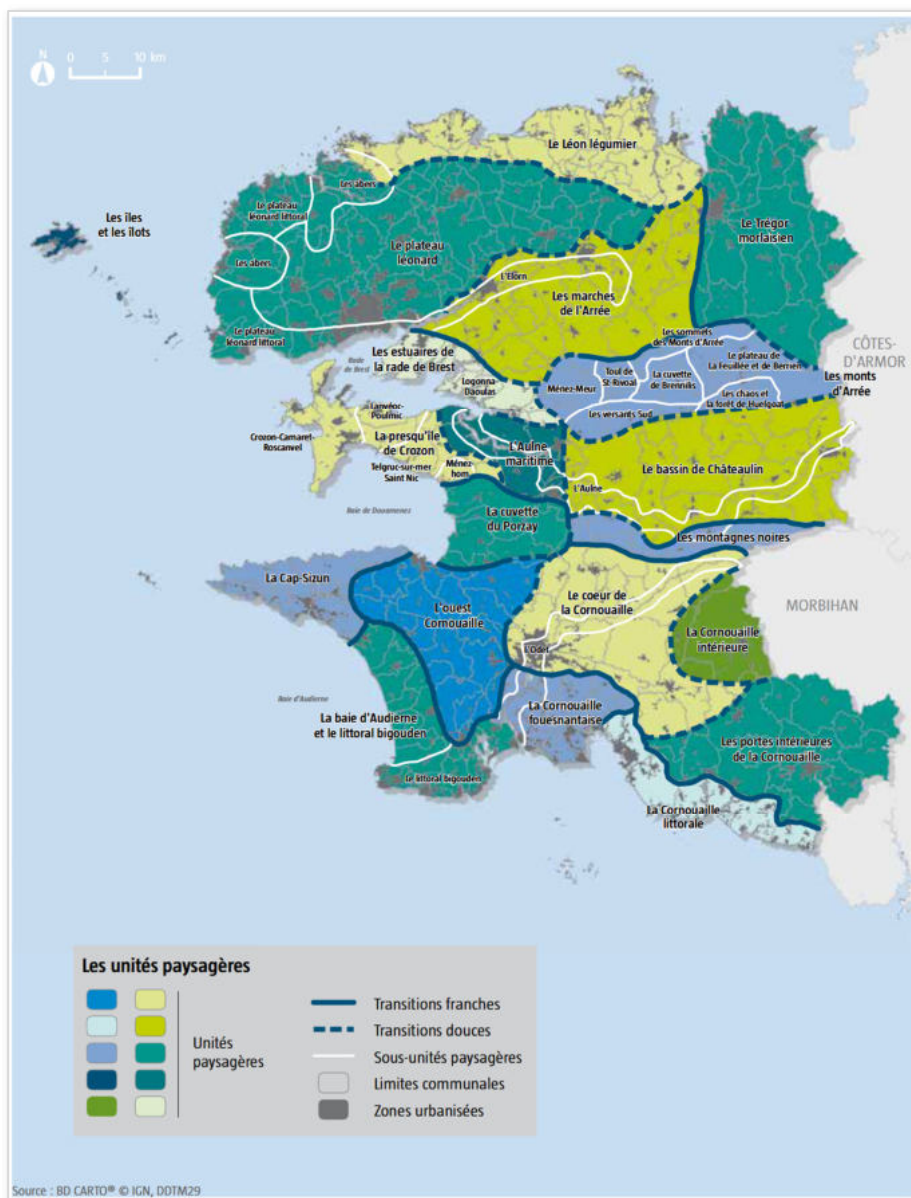 N
0 5 10 km
Le Léon légumier
Les abers
Le plateau
léonard littoral
Les îles
et les îlots
Le Trégor
morlaisien
Le plateau
léonard
Les abers
L'Elorn
Les marches
de l'Arrée
Le plateau
léonard littoral
Les sommets
des Monts d'Arrée
CÔTES-
D'ARMOR
Rade
de Brest
Les estuaires de
la rade de Brest
Le plateau de
La Feuillée et de Berrien
Toul de
St-Rivoal
La cuvette
de Brennilis
Les monts
d'Arrée
Logonna-
Daoulas
Ménez-Meur
Les chaos et
la forêt de Huelgoat
Lanvéoc-
Poulmic
Les versants Sud
Crozon-Camaret-
Roscanvel
La presqu'île
de Crozon
L'Aulne
maritime
Ménez-
hom
Telgruc-sur-mer
Saint Nic
Le bassin de Châteaulin
L'Aulne
Baie de Douarnenez
La cuvette
du Porzay
Les montagnes noires
La Cap-Sizun
Le coeur de
la Cornouaille
L'ouest
Cornouaille
MORBIHAN
La Cornouaille
intérieure
L'Odet
Baie d'Audierne
La baie d'Audierne
et le littoral bigouden
La Cornouaille
fouesnantaise
Les portes intérieures
de la Cornouaille
Le littoral bigouden
La Cornouaille
littorale
Les unités paysagères
Unités
paysagères
Transitions franches
Transitions douces
Sous-unités paysagères
Limites communales
Zones urbanisées
Source : BD CARTO® © IGN, DDTM29